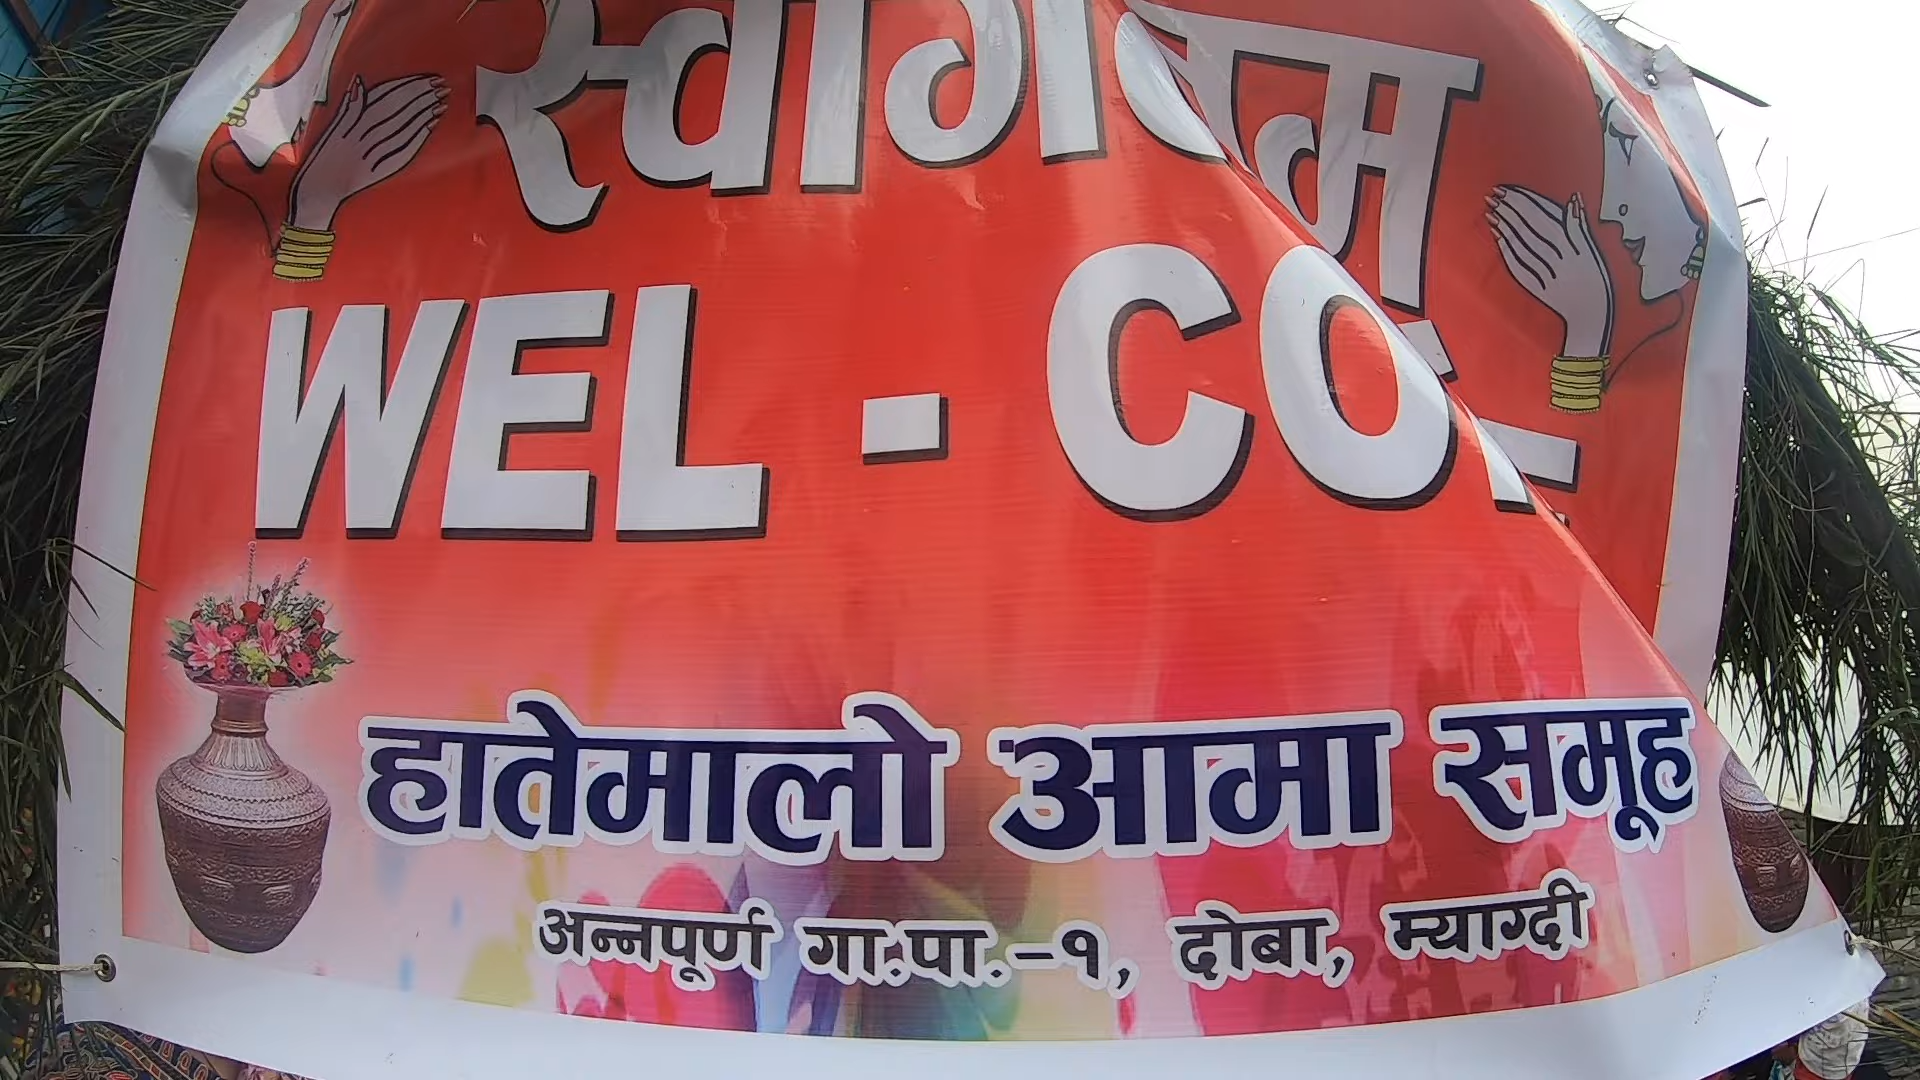 स्वागतम
WEL - CO
हातेमालो आमा समूह
अन्नपूर्ण गा.पा.-१, दोबा, म्याग्दी